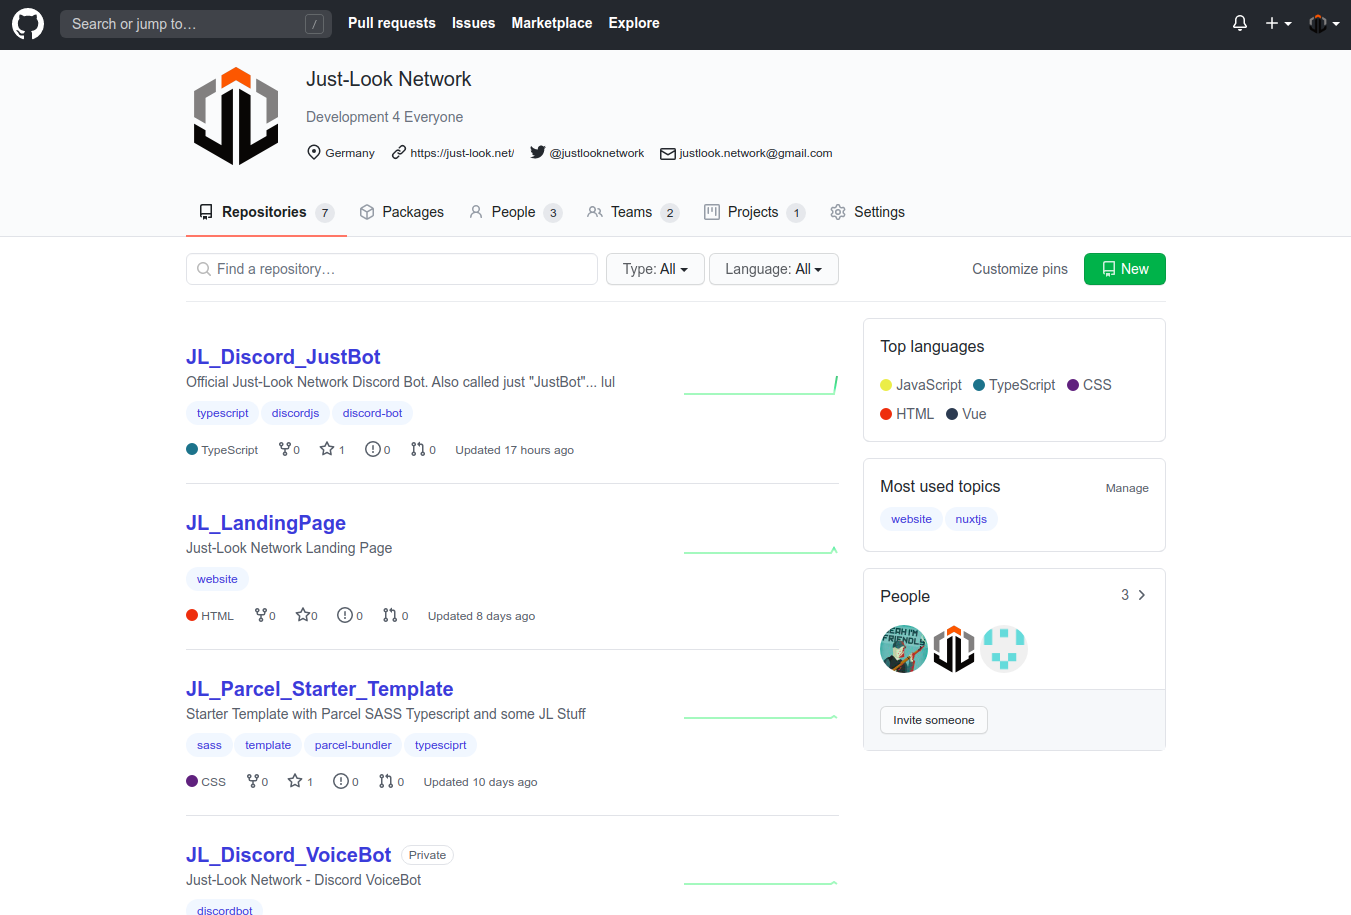 Search or jump to… /
Pull requests Issues Marketplace Explore
Just-Look Network
Development 4 Everyone
Germany https://just-look.net/ @justlooknetwork justlook.network@gmail.com
Repositories 7 Packages People 3 Teams 2 Projects 1 Settings
Find a repository… Type: All Language: All Customize pins New
JL_Discord_JustBot
Official Just-Look Network Discord Bot. Also called just "JustBot"... lul
typescript discordjs discord-bot
TypeScript 0 1 0 0 Updated 17 hours ago
JL_LandingPage
Just-Look Network Landing Page
website
HTML 0 0 0 0 Updated 8 days ago
JL_Parcel_Starter_Template
Starter Template with Parcel SASS Typescript and some JL Stuff
sass template parcel-bundler typesciprt
CSS 0 1 0 0 Updated 10 days ago
JL_Discord_VoiceBot Private
Just-Look Network - Discord VoiceBot
discordbot
Top languages
JavaScript TypeScript CSS
HTML Vue
Most used topics Manage
website nuxtjs
People 3
YEAH I'M
FRIENDLY
Invite someone